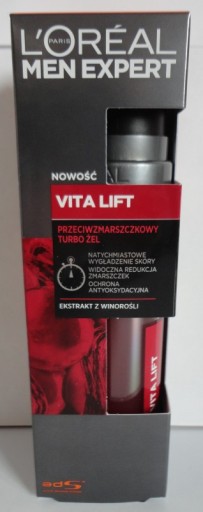 L'ORÉAL
PARIS
MEN EXPERT
NOWOŚĆ
VITA LIFT
PRZECIWZMARSZCZKOWY
TURBO ŻEL
NATYCHMIASTOWE
WYGŁADZENIE SKÓRY
WIDOCZNA REDUKCJA
ZMARSZCZEK
OCHRONA
ANTYOKSYDACYJNA
EKSTRAKT Z WINOROŚLI
VITA LIFT